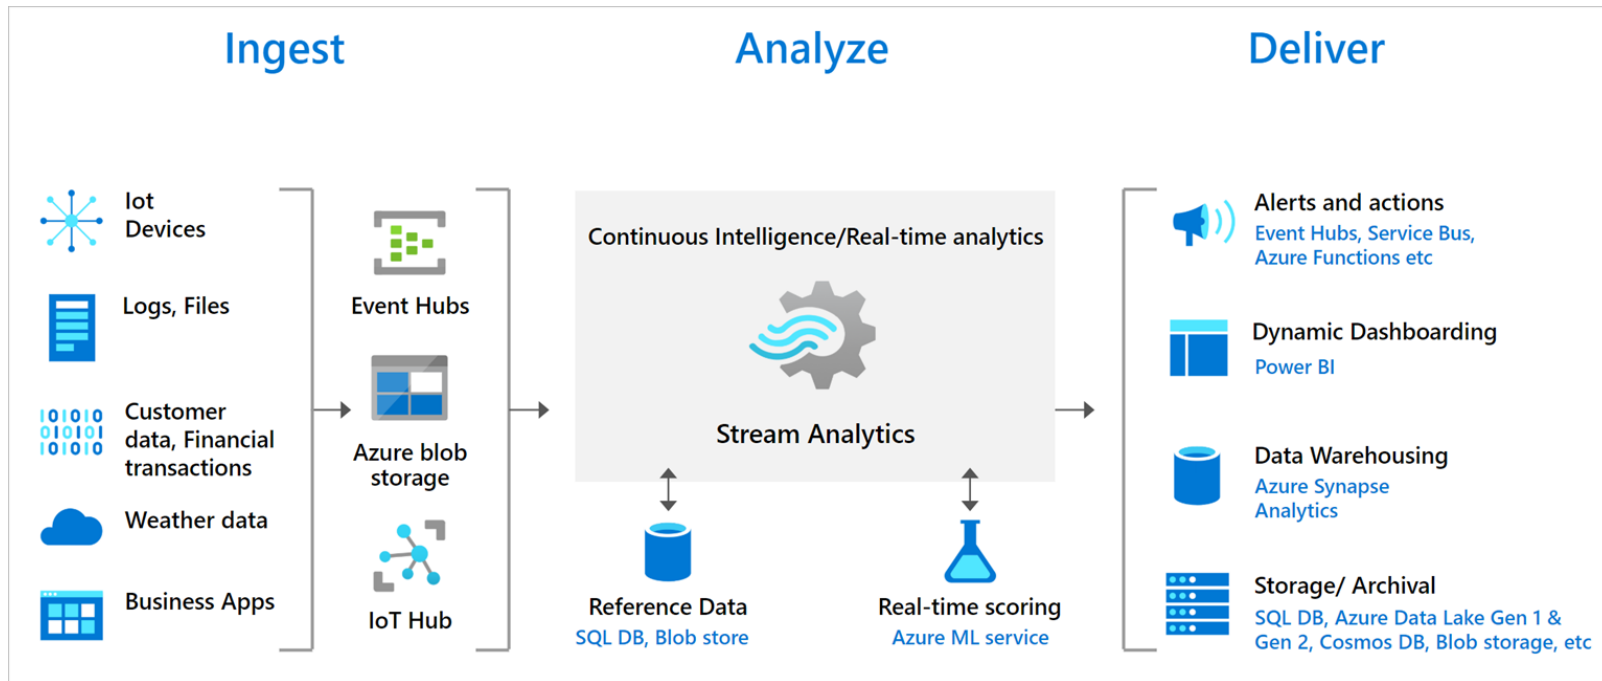 Ingest
Analyze
Deliver
Iot
Devices
Logs, Files
Customer
data, Financial
transactions
Weather data
Business Apps
Event Hubs
Azure blob
storage
IoT Hub
Continuous Intelligence/Real-time analytics
Stream Analytics
Reference Data
SQL DB, Blob store
Real-time scoring
Azure ML service
Alerts and actions
Event Hubs, Service Bus,
Azure Functions etc
Dynamic Dashboarding
Power BI
Data Warehousing
Azure Synapse
Analytics
Storage/ Archival
SQL DB, Azure Data Lake Gen 1 &
Gen 2, Cosmos DB, Blob storage, etc